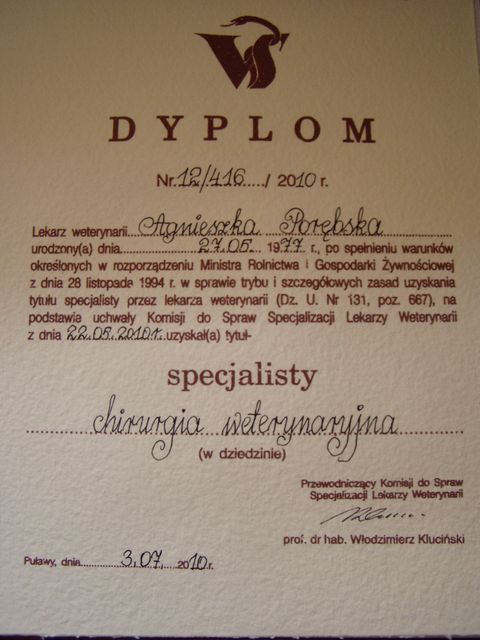 DYPLOM
Nr. 12/416..../ 2010 r.
Lekarz weterynarii...Agnieszka Porębska
urodzony(a) dnia....................27.05. 1977 r., po spełnieniu warunków
określonych w rozporządzeniu Ministra Rolnictwa i Gospodarki Żywnościowej
z dnia 28 listopada 1994 r. w sprawie trybu i szczegółowych zasad uzyskania
tytułu specjalisty przez lekarza weterynarii (Dz. U. Nr 131, poz. 667), na
podstawie uchwały Komisji do Spraw Specjalizacji Lekarzy Weterynarii
z dnia 22.05.2010 r. uzyskał(a) tytuł-
specjalisty
chirurgia weterynaryjna
(w dziedzinie)
Przewodniczący Komisji do Spraw
Specjalizacji Lekarzy Weterynarii
prof. dr hab. Włodzimierz Kluciński
Puławy, dnia..........3.07.....2010r.